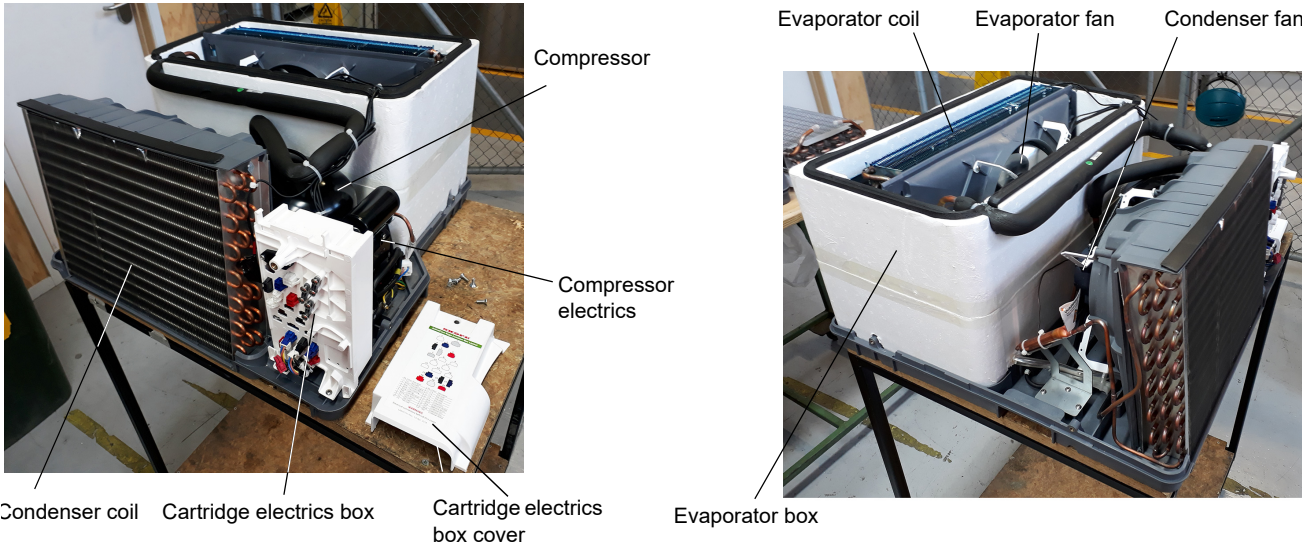 Evaporator coil
Evaporator fan
Condenser fan
Compressor
Compressor
electrics
Condenser coil
Cartridge electrics box
Cartridge electrics
box cover
Evaporator box